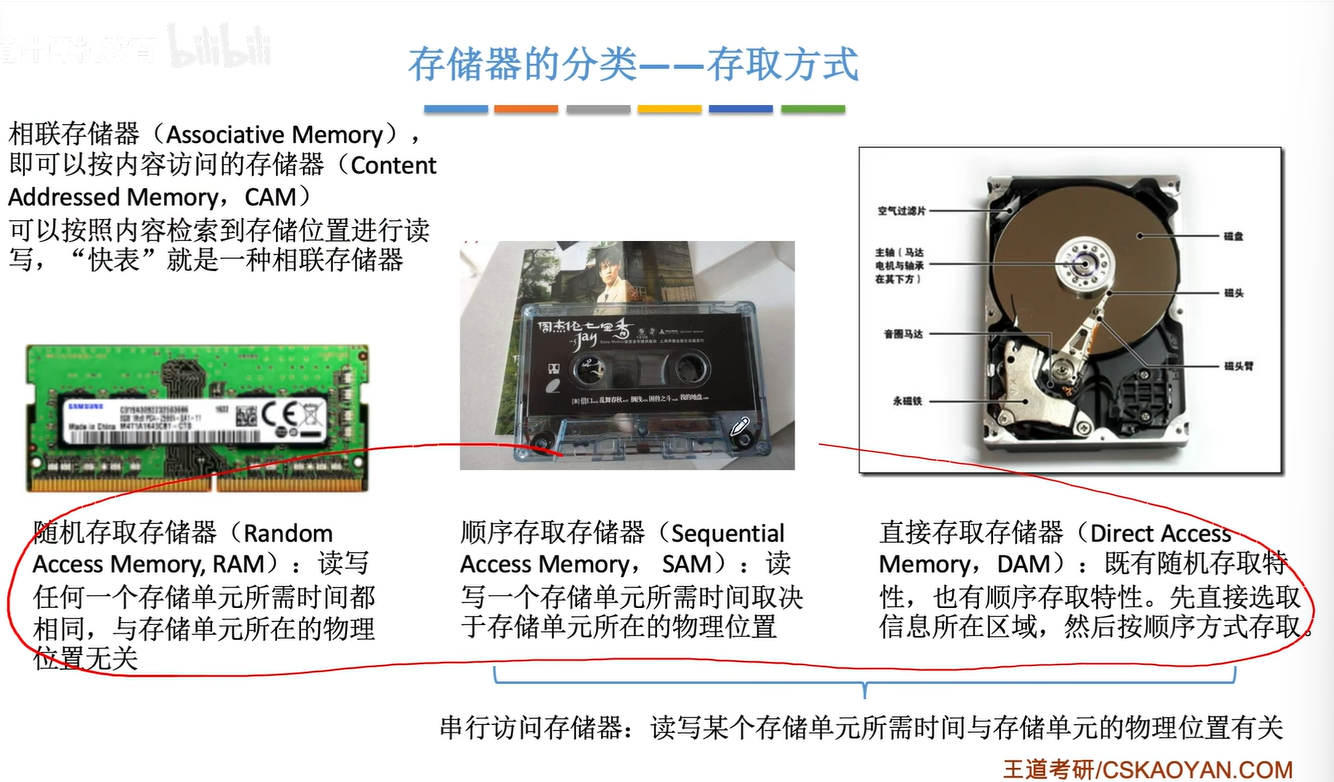 bilibili
存储器的分类——存取方式
相联存储器（Associative Memory），
即可以按内容访问的存储器（Content
Addressed Memory，CAM）
可以按照内容检索到存储位置进行读
写，“快表”就是一种相联存储器
SAMSUNG
Made in China
周杰伦七里香
Jay
空气过滤片
主轴（马达
电机与轴承
在其下方）
音圈马达
永磁铁
磁盘
磁头
磁头臂
随机存取存储器（Random
Access Memory, RAM）：读写
任何一个存储单元所需时间都
相同，与存储单元所在的物理
位置无关
顺序存取存储器（Sequential
Access Memory， SAM）：读
写一个存储单元所需时间取决
于存储单元所在的物理位置
直接存取存储器（Direct Access
Memory，DAM）：既有随机存取特
性，也有顺序存取特性。先直接选取
信息所在区域，然后按顺序方式存取。
串行访问存储器：读写某个存储单元所需时间与存储单元的物理位置有关
王道考研/CSKAOYAN.COM